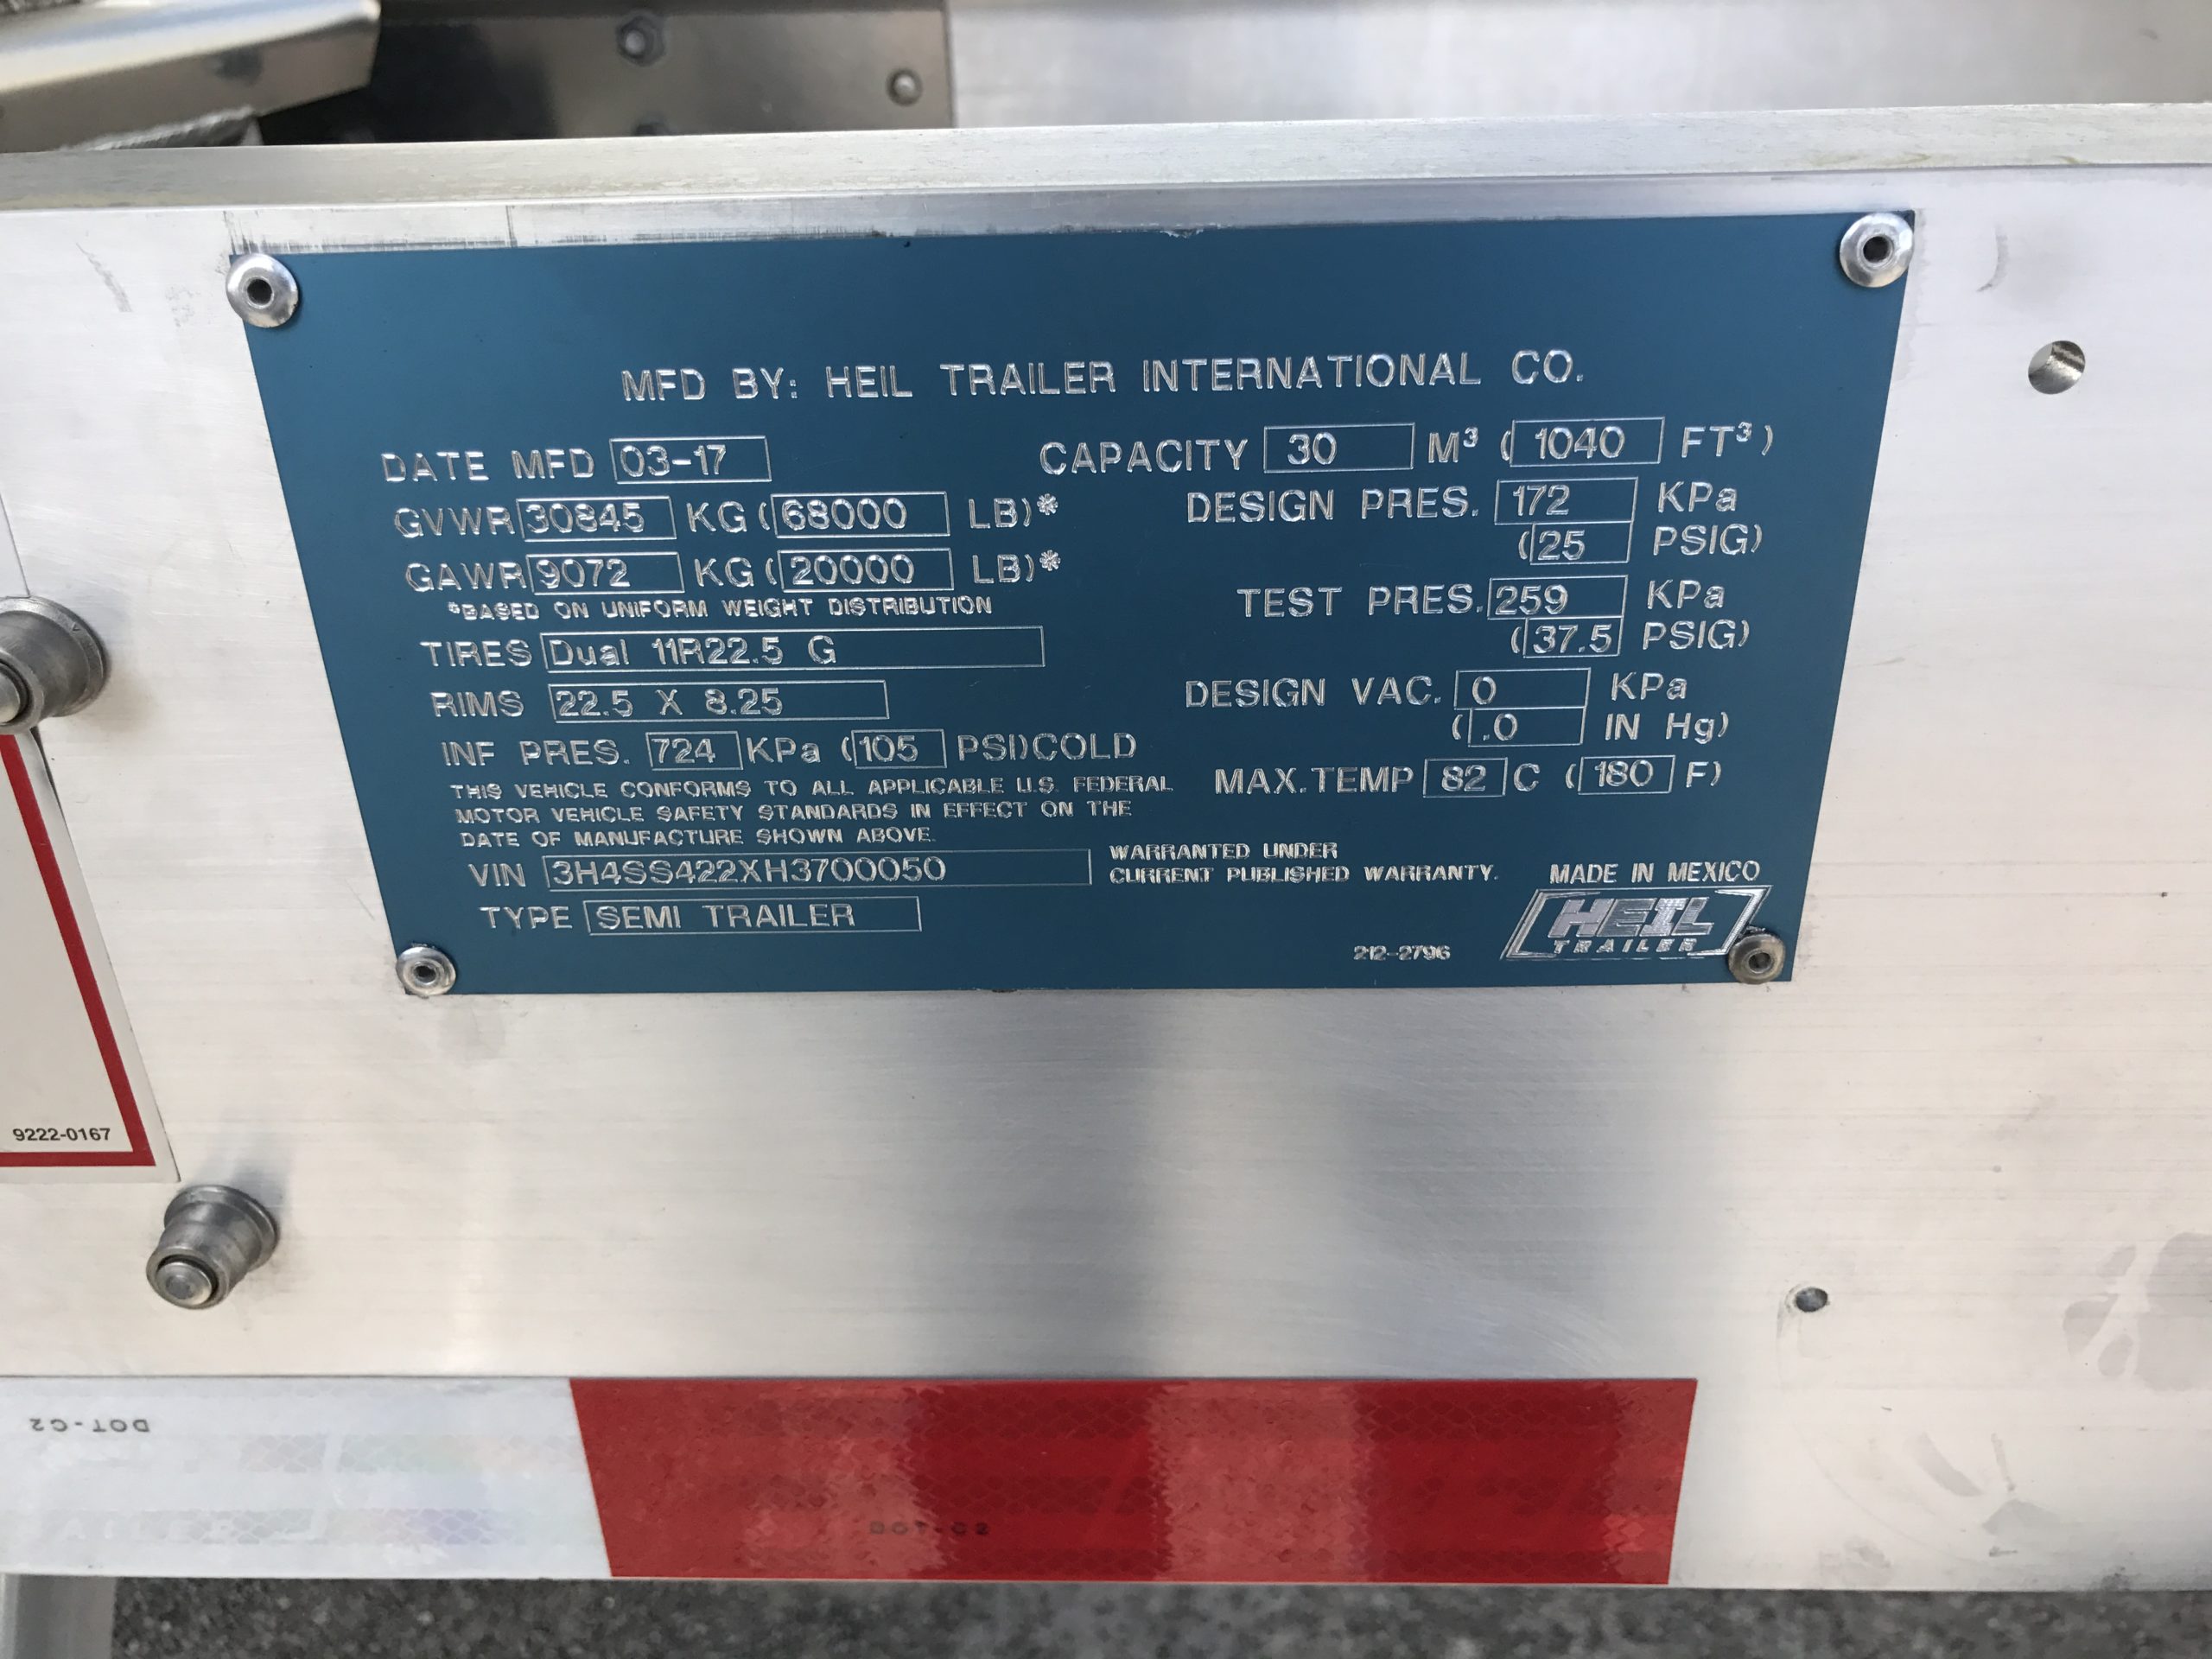 MFD BY: HEIL TRAILER INTERNATIONAL CO.
DATE MFD 03-17
GVWR 30845 KG (68000 LB)*
GAWR 9072 KG (20000 LB)*
*BASED ON UNIFORM WEIGHT DISTRIBUTION
TIRES Dual 11R22.5 G
RIMS 22.5 X 8.25
INF PRES. 724 KPa (105 PSI) COLD
THIS VEHICLE CONFORMS TO ALL APPLICABLE U.S. FEDERAL
MOTOR VEHICLE SAFETY STANDARDS IN EFFECT ON THE
DATE OF MANUFACTURE SHOWN ABOVE.
VIN 3H4SS422XH3700050
TYPE SEMI TRAILER
CAPACITY 30 M³ (1040 FT³)
DESIGN PRES. 172 KPa
(25 PSIG)
TEST PRES. 259 KPa
(37.5 PSIG)
DESIGN VAC. 0 KPa
(.0 IN Hg)
MAX.TEMP 82 C (180 F)
WARRANTED UNDER
CURRENT PUBLISHED WARRANTY.
MADE IN MEXICO
HEIL
TRAILER
212-2796
9222-0167
DOT-C2
DOT-C2